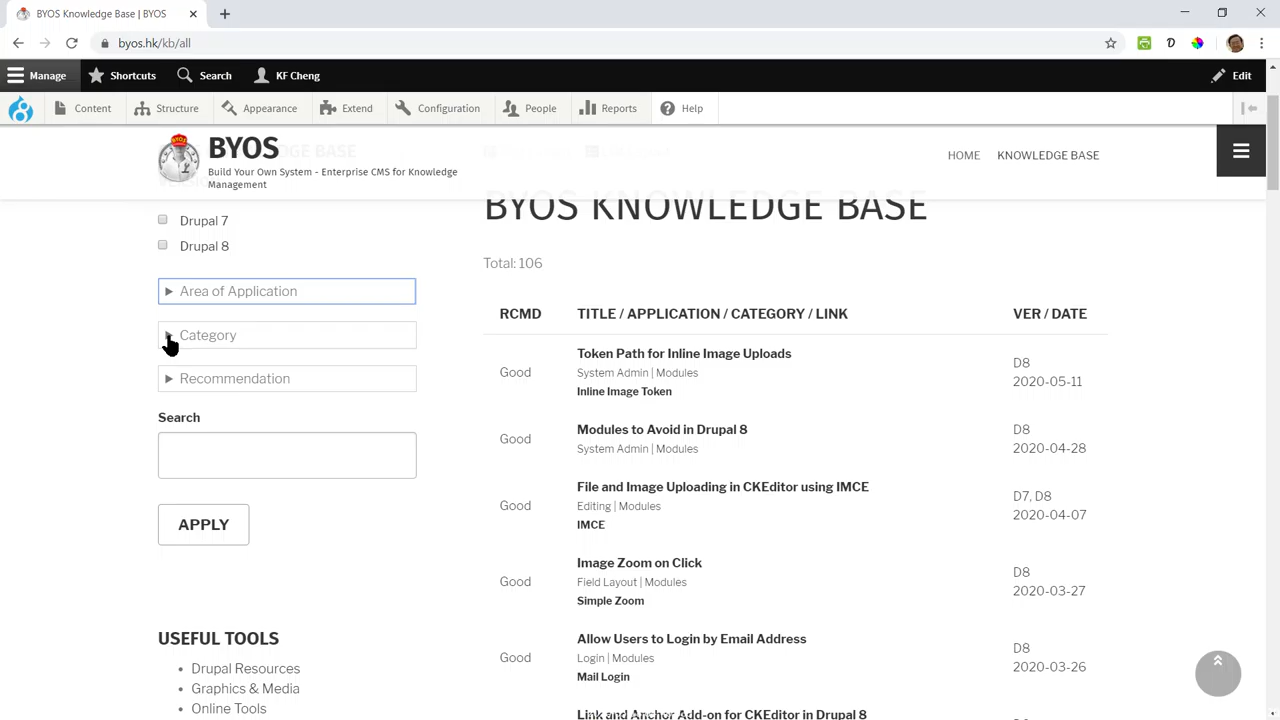 BYOS Knowledge Base | BYOS
byos.hk/kb/all
Manage
Shortcuts
Search
KF Cheng
Edit
Content
Structure
Appearance
Extend
Configuration
People
Reports
Help
BYOS
Build Your Own System - Enterprise CMS for Knowledge
Management
HOME
KNOWLEDGE BASE
Drupal 7
Drupal 8
Area of Application
Category
Recommendation
Search
APPLY
USEFUL TOOLS
Drupal Resources
Graphics & Media
Online Tools
BYOS KNOWLEDGE BASE
Total: 106
RCMD TITLE / APPLICATION / CATEGORY / LINK VER / DATE
Token Path for Inline Image Uploads
Good System Admin | Modules
Inline Image Token
D8
2020-05-11
Modules to Avoid in Drupal 8
Good System Admin | Modules
D8
2020-04-28
File and Image Uploading in CKEditor using IMCE
Good Editing | Modules
IMCE
D7, D8
2020-04-07
Image Zoom on Click
Good Field Layout | Modules
Simple Zoom
D8
2020-03-27
Allow Users to Login by Email Address
Good Login | Modules
Mail Login
D8
2020-03-26
Link and Anchor Add-on for CKEditor in Drupal 8